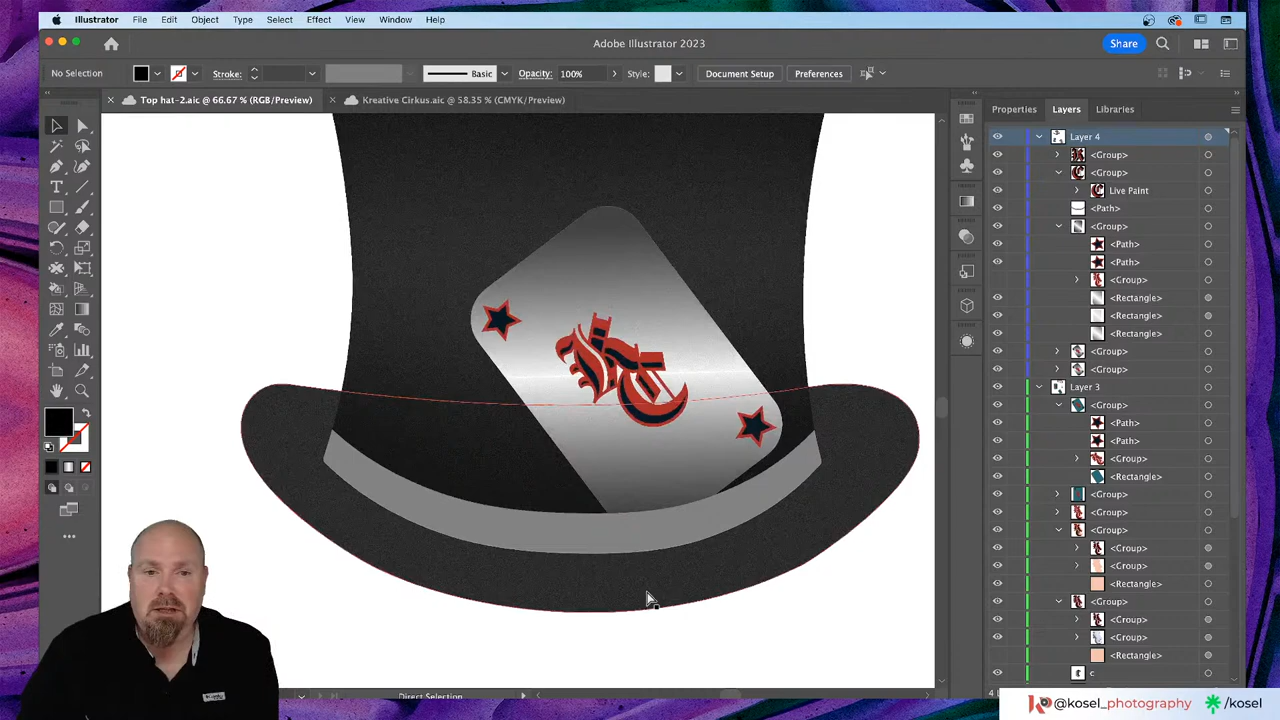 Illustrator File Edit Object Type Select Effect View Window Help
Adobe Illustrator 2023
Share
No Selection
Stroke:
Basic
Opacity: 100%
Style:
Document Setup
Preferences
Top hat-2.aic @ 66.67 % (RGB/Preview)
Kreative Cirkus.aic @ 58.35 % (CMYK/Preview)
Properties Layers Libraries
Layer 4
<Group>
<Group>
Live Paint
<Path>
<Group>
<Path>
<Path>
<Group>
<Rectangle>
<Rectangle>
<Rectangle>
<Group>
<Group>
Layer 3
<Group>
<Path>
<Path>
<Group>
<Rectangle>
<Group>
<Group>
<Group>
<Group>
<Group>
<Rectangle>
<Group>
<Group>
<Group>
<Rectangle>
c
Direct Selection
@kosel_photography
/kosel